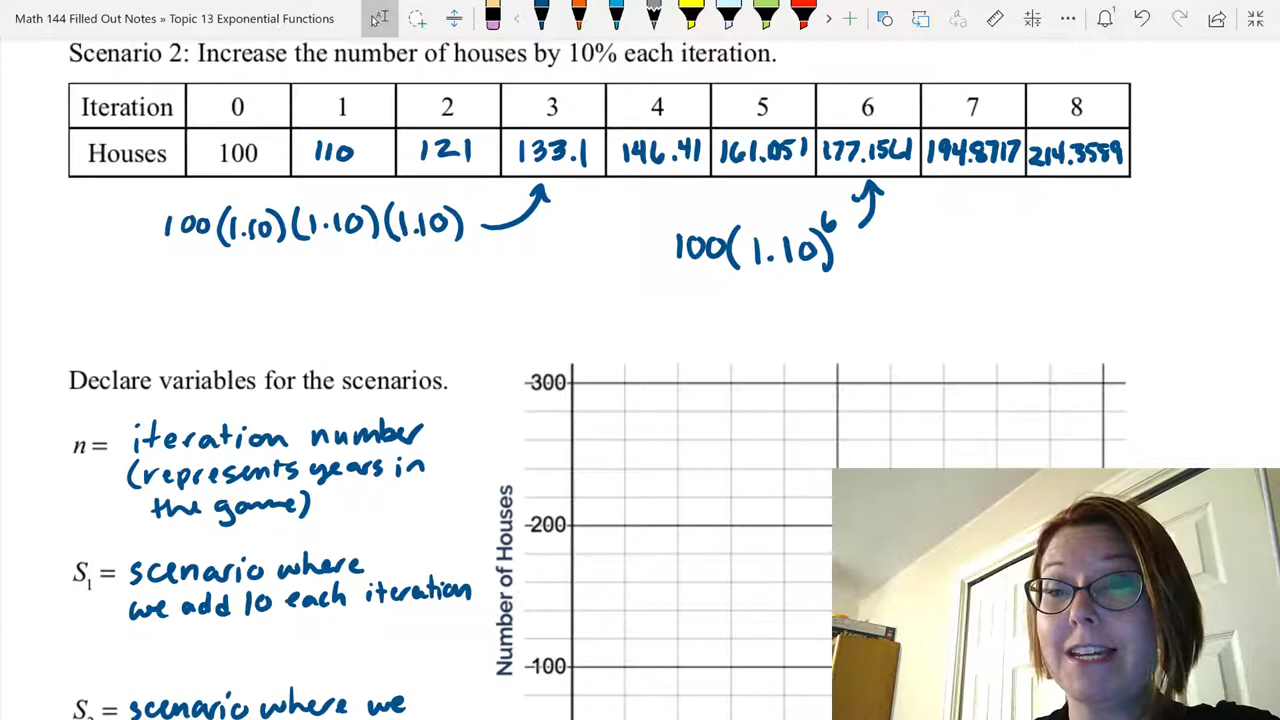 Math 144 Filled Out Notes » Topic 13 Exponential Functions
Scenario 2: Increase the number of houses by 10% each iteration.
Iteration 0 1 2 3 4 5 6 7 8
Houses 100 110 121 133.1 146.41 161.051 177.1561 194.8717 214.3589
100(1.10)(1.10)(1.10)
100(1.10)⁶
Declare variables for the scenarios.
n = iteration number
(represents years in
the game)
S₁ = scenario where
we add 10 each iteration
S₂ = scenario where we
300
200
100
Number of Houses